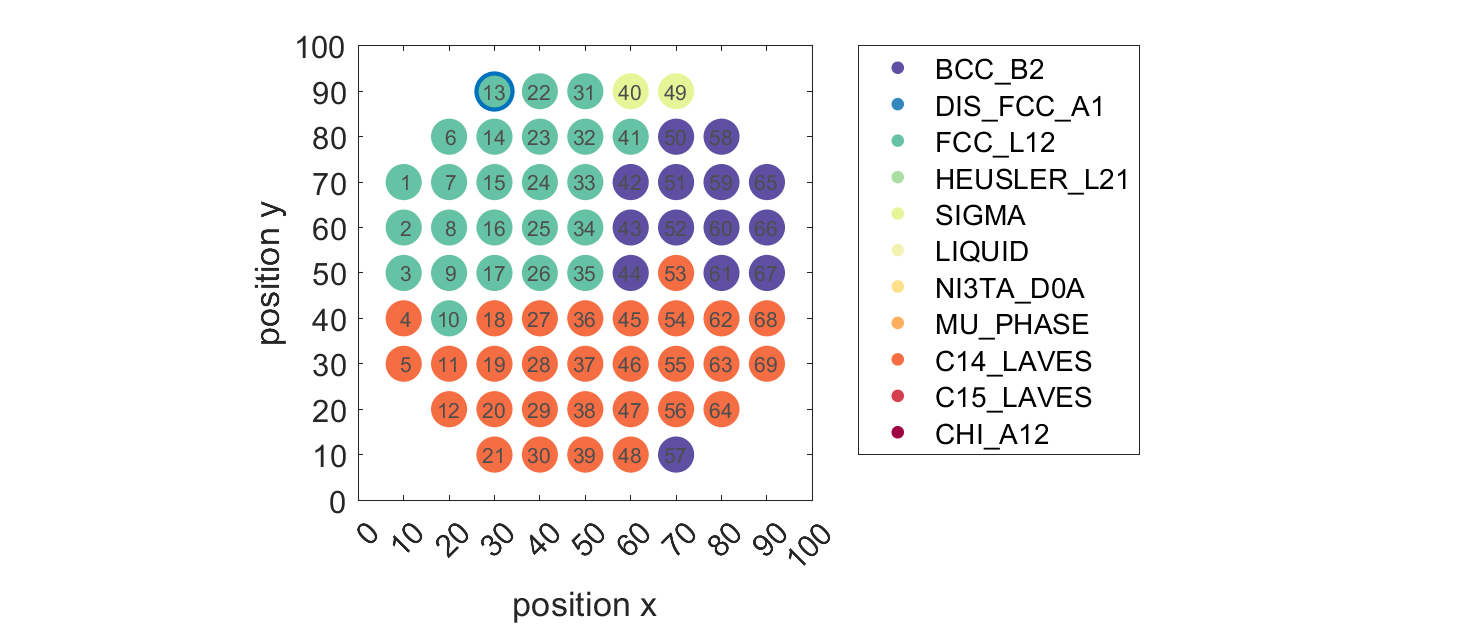 100
90
80
70
60
50
40
30
20
10
0
position y
13 22 31 40 49
6 14 23 32 41 50 58
1 7 15 24 33 42 51 59 65
2 8 16 25 34 43 52 60 66
3 9 17 26 35 44 53 61 67
4 10 18 27 36 45 54 62 68
5 11 19 28 37 46 55 63 69
12 20 29 38 47 56 64
21 30 39 48 57
0 10 20 30 40 50 60 70 80 90 100
position x
BCC_B2
DIS_FCC_A1
FCC_L12
HEUSLER_L21
SIGMA
LIQUID
NI3TA_D0A
MU_PHASE
C14_LAVES
C15_LAVES
CHI_A12